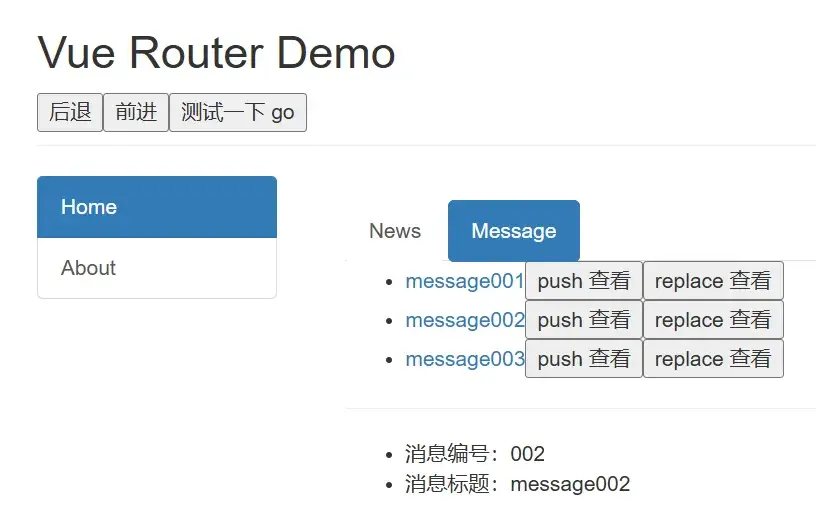 Vue Router Demo
后退 前进 测试一下 go
Home
About
News Message
message001 push 查看 replace 查看
message002 push 查看 replace 查看
message003 push 查看 replace 查看
消息编号：002
消息标题：message002